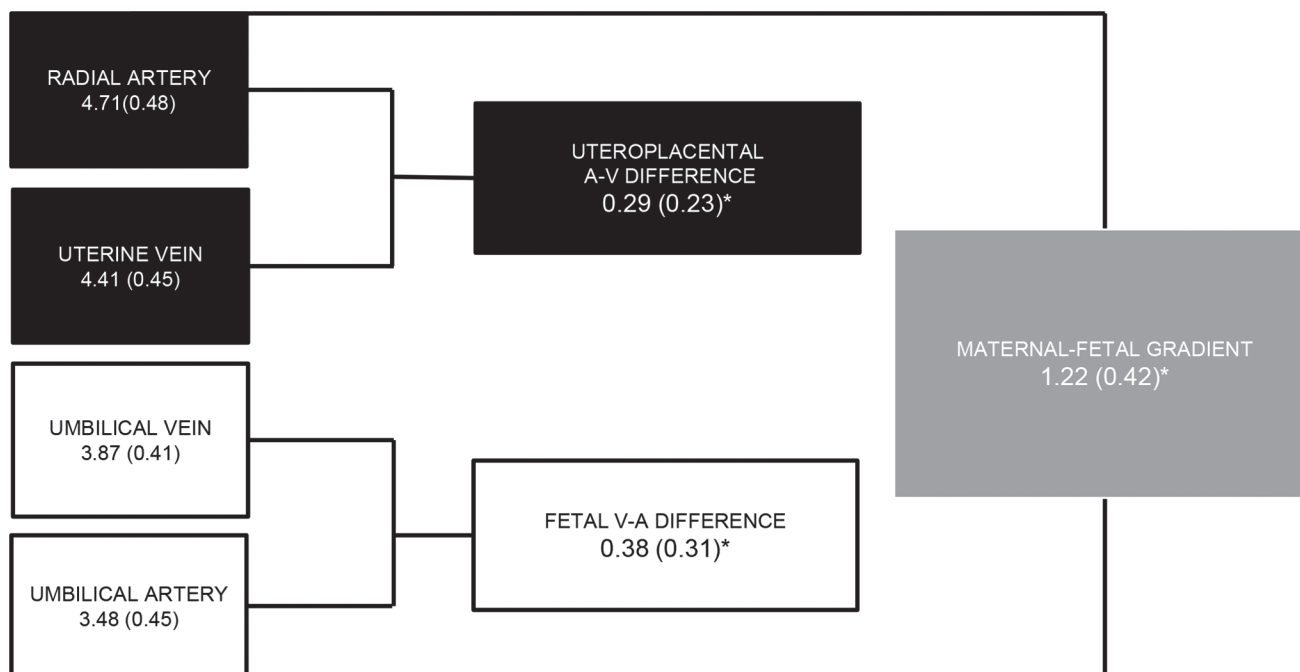 RADIAL ARTERY
4.71(0.48)
UTEROPLACENTAL
A-V DIFFERENCE
0.29 (0.23)*
UTERINE VEIN
4.41 (0.45)
MATERNAL-FETAL GRADIENT
1.22 (0.42)*
UMBILICAL VEIN
3.87 (0.41)
FETAL V-A DIFFERENCE
0.38 (0.31)*
UMBILICAL ARTERY
3.48 (0.45)